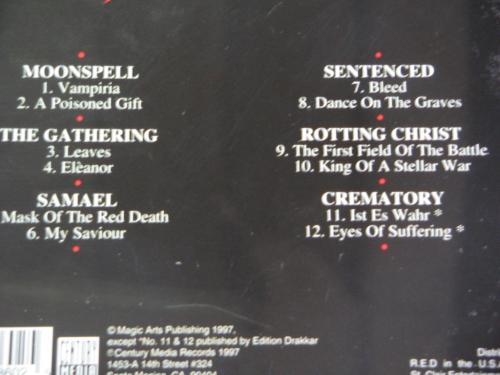 MOONSPELL
1. Vampiria
2. A Poisoned Gift
THE GATHERING
3. Leaves
4. Elèanor
SAMAEL
Mask Of The Red Death
6. My Saviour
SENTENCED
7. Bleed
8. Dance On The Graves
ROTTING CHRIST
9. The First Field Of The Battle
10. King Of A Stellar War
CREMATORY
11. Ist Es Wahr *
12. Eyes Of Suffering *
© Magic Arts Publishing 1997,
except *No. 11 & 12 published by Edition Drakkar
℗Century Media Records 1997
1453-A 14th Street #324
CENTURY
MEDIA
Distri
R.E.D. in the U.S.